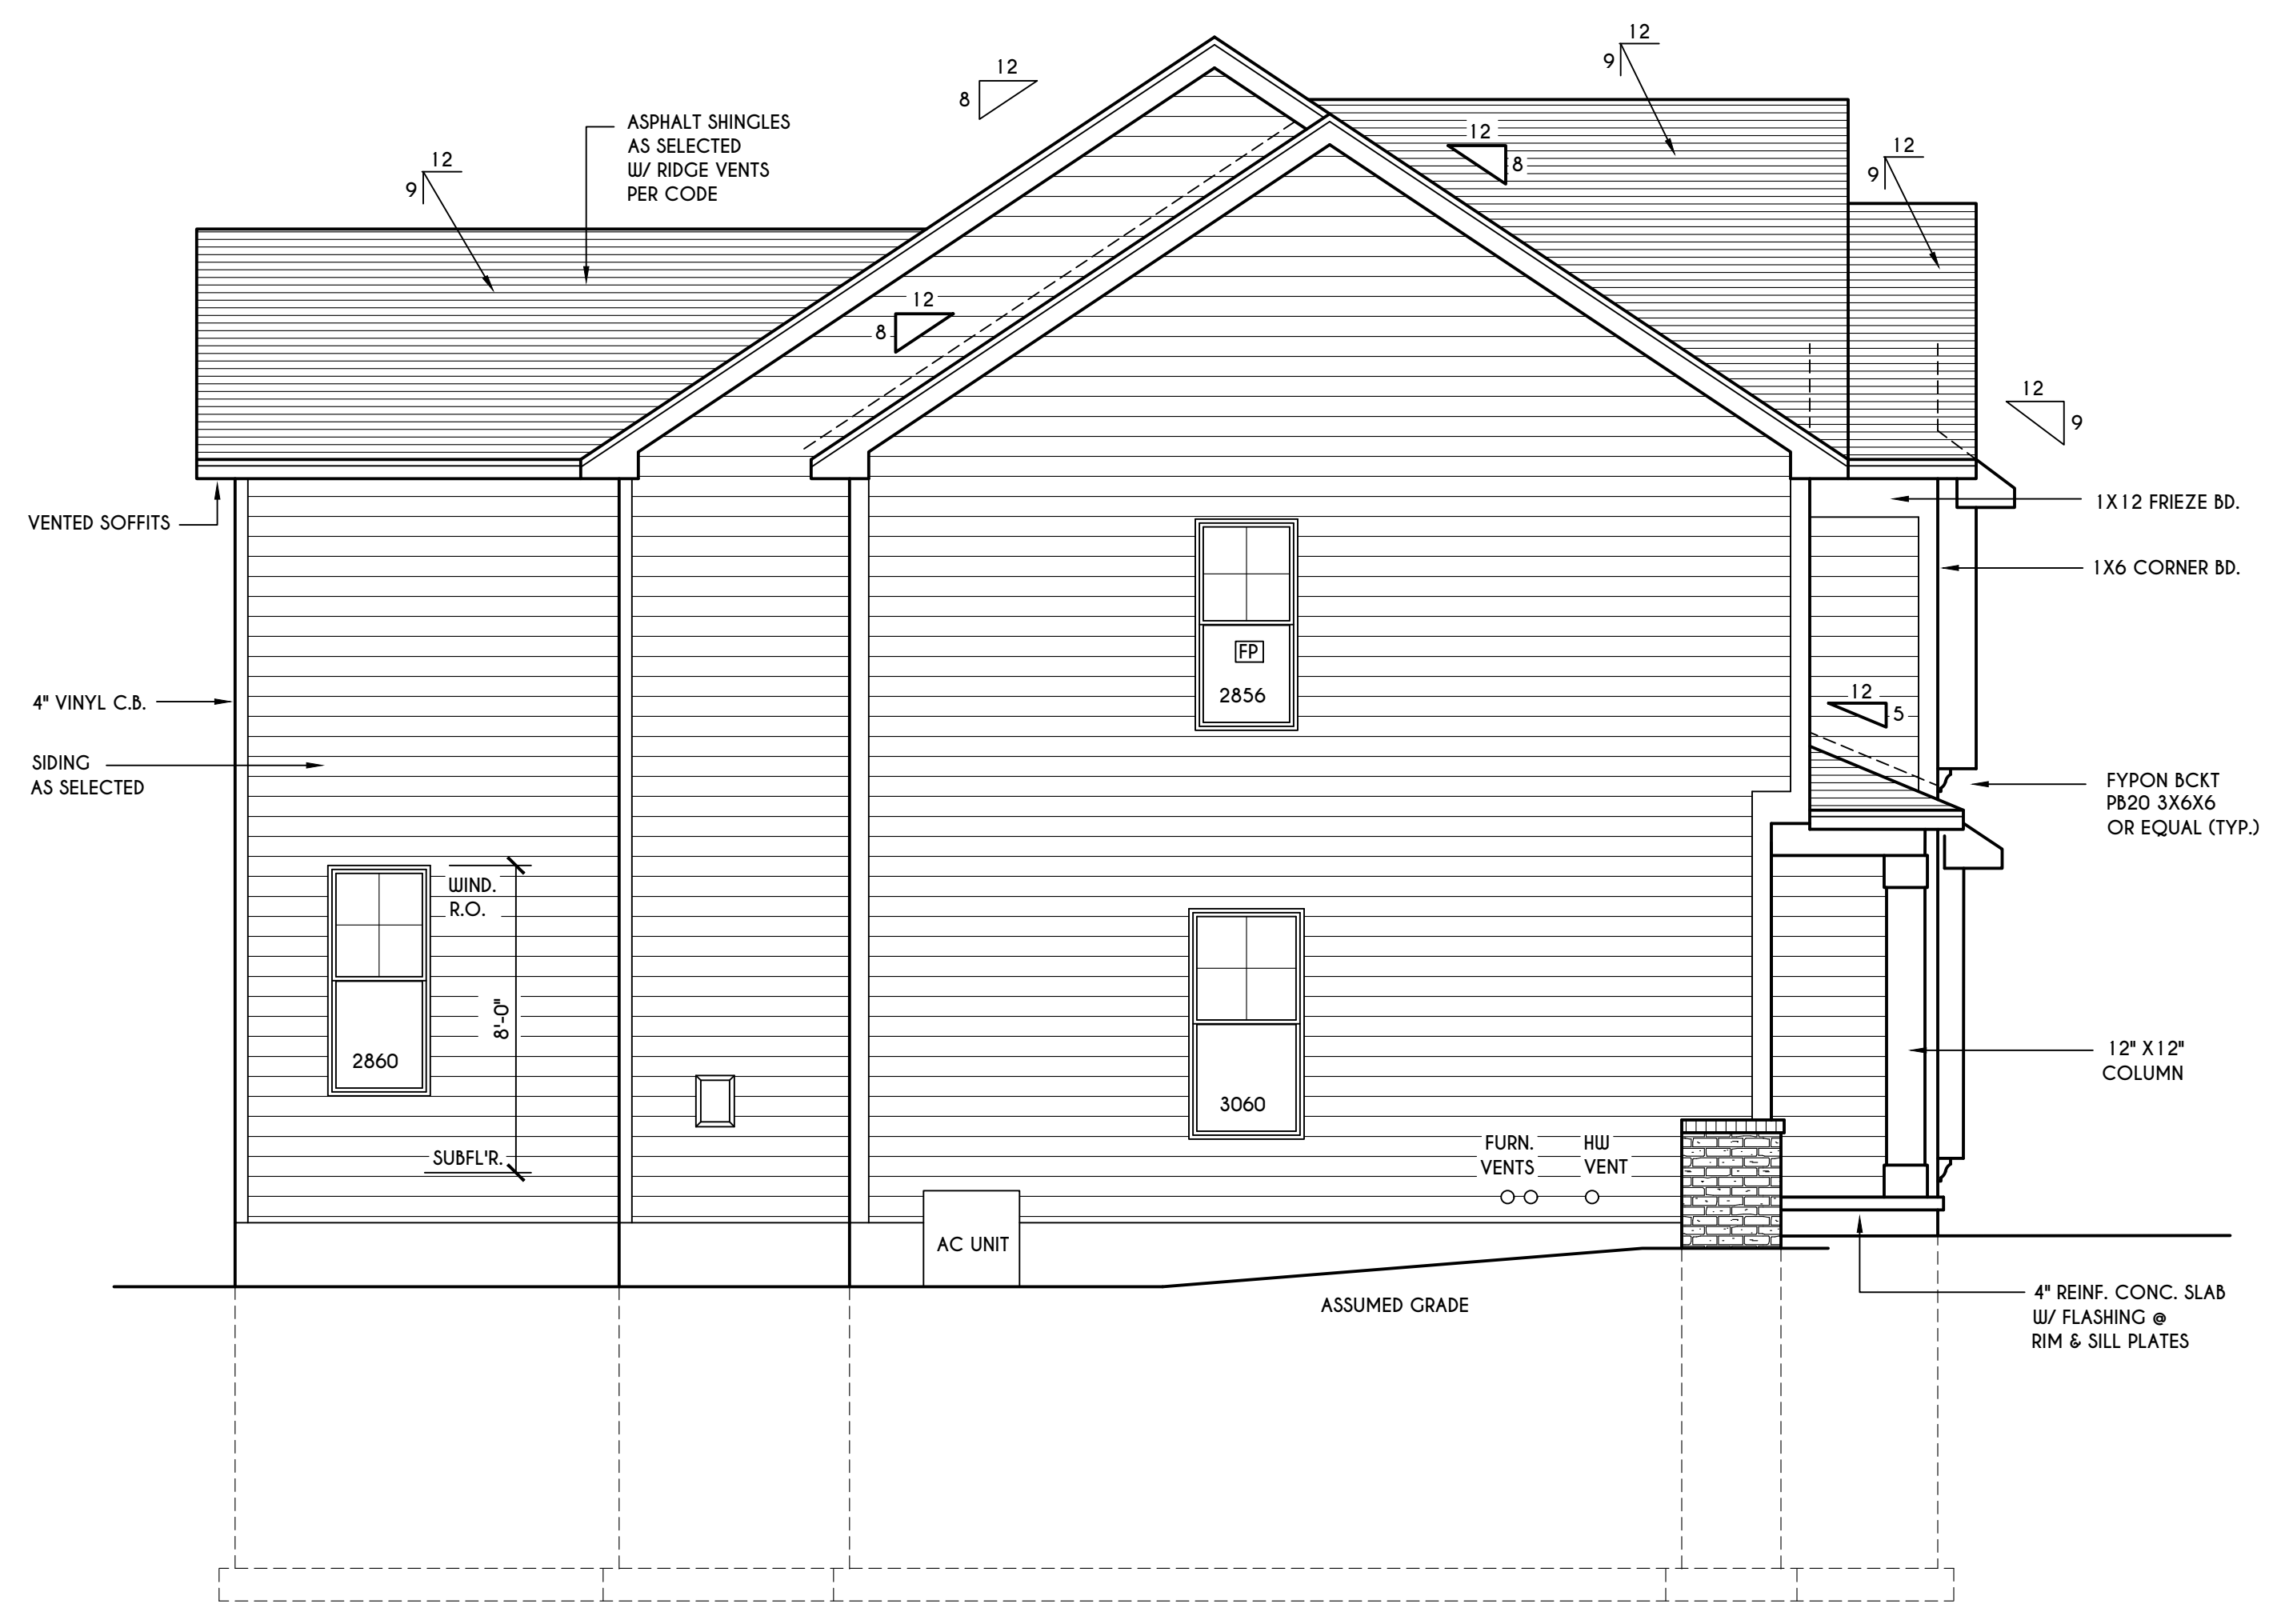 12
9
12
8
12
9
ASPHALT SHINGLES
AS SELECTED
W/ RIDGE VENTS
PER CODE
12
8
12
9
12
9
12
8
12
9
VENTED SOFFITS
1X12 FRIEZE BD.
1X6 CORNER BD.
FP
2856
4" VINYL C.B.
12
5
SIDING
AS SELECTED
FYPON BCKT
PB20 3X6X6
OR EQUAL (TYP.)
WIND.
R.O.
8'-0"
2860
SUBFL'R.
3060
12" X12"
COLUMN
FURN.
VENTS
HW
VENT
AC UNIT
ASSUMED GRADE
4" REINF. CONC. SLAB
W/ FLASHING @
RIM & SILL PLATES